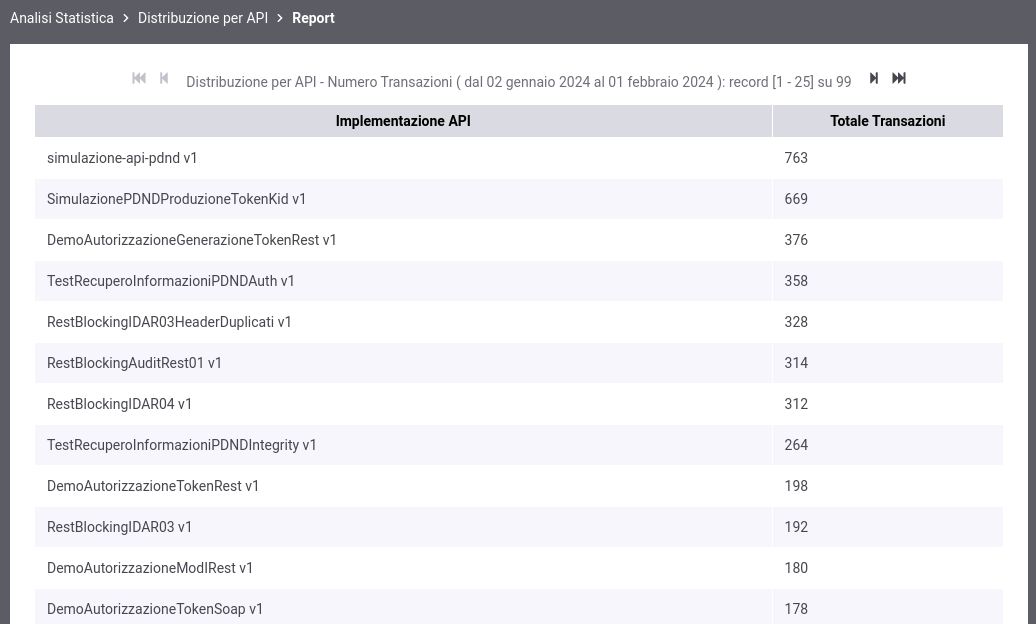 Analisi Statistica > Distribuzione per API > Report
Distribuzione per API - Numero Transazioni ( dal 02 gennaio 2024 al 01 febbraio 2024 ): record [1 - 25] su 99
Implementazione API Totale Transazioni
simulazione-api-pdnd v1 763
SimulazionePDNDProduzioneTokenKid v1 669
DemoAutorizzazioneGenerazioneTokenRest v1 376
TestRecuperoInformazioniPDNDAuth v1 358
RestBlockingIDAR03HeaderDuplicati v1 328
RestBlockingAuditRest01 v1 314
RestBlockingIDAR04 v1 312
TestRecuperoInformazioniPDNDIntegrity v1 264
DemoAutorizzazioneTokenRest v1 198
RestBlockingIDAR03 v1 192
DemoAutorizzazioneModIRest v1 180
DemoAutorizzazioneTokenSoap v1 178